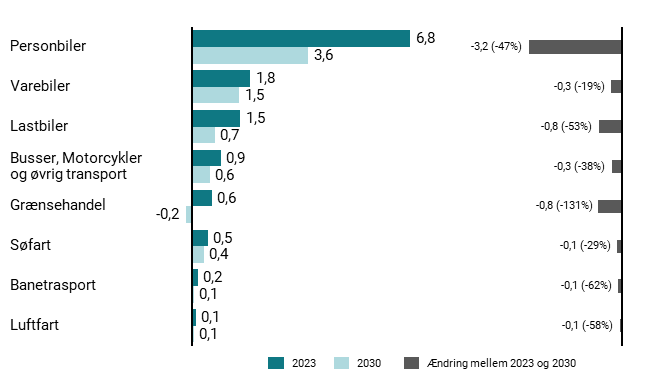 Personbiler 6,8 3,6 -3,2 (-47%)
Varebiler 1,8 1,5 -0,3 (-19%)
Lastbiler 1,5 0,7 -0,8 (-53%)
Busser, Motorcykler
og øvrig transport 0,9 0,6 -0,3 (-38%)
Grænsehandel 0,6 -0,2 -0,8 (-131%)
Søfart 0,5 0,4 -0,1 (-29%)
Banetrasport 0,2 0,1 -0,1 (-62%)
Luftfart 0,1 0,1 -0,1 (-58%)
2023 2030 Ændring mellem 2023 og 2030